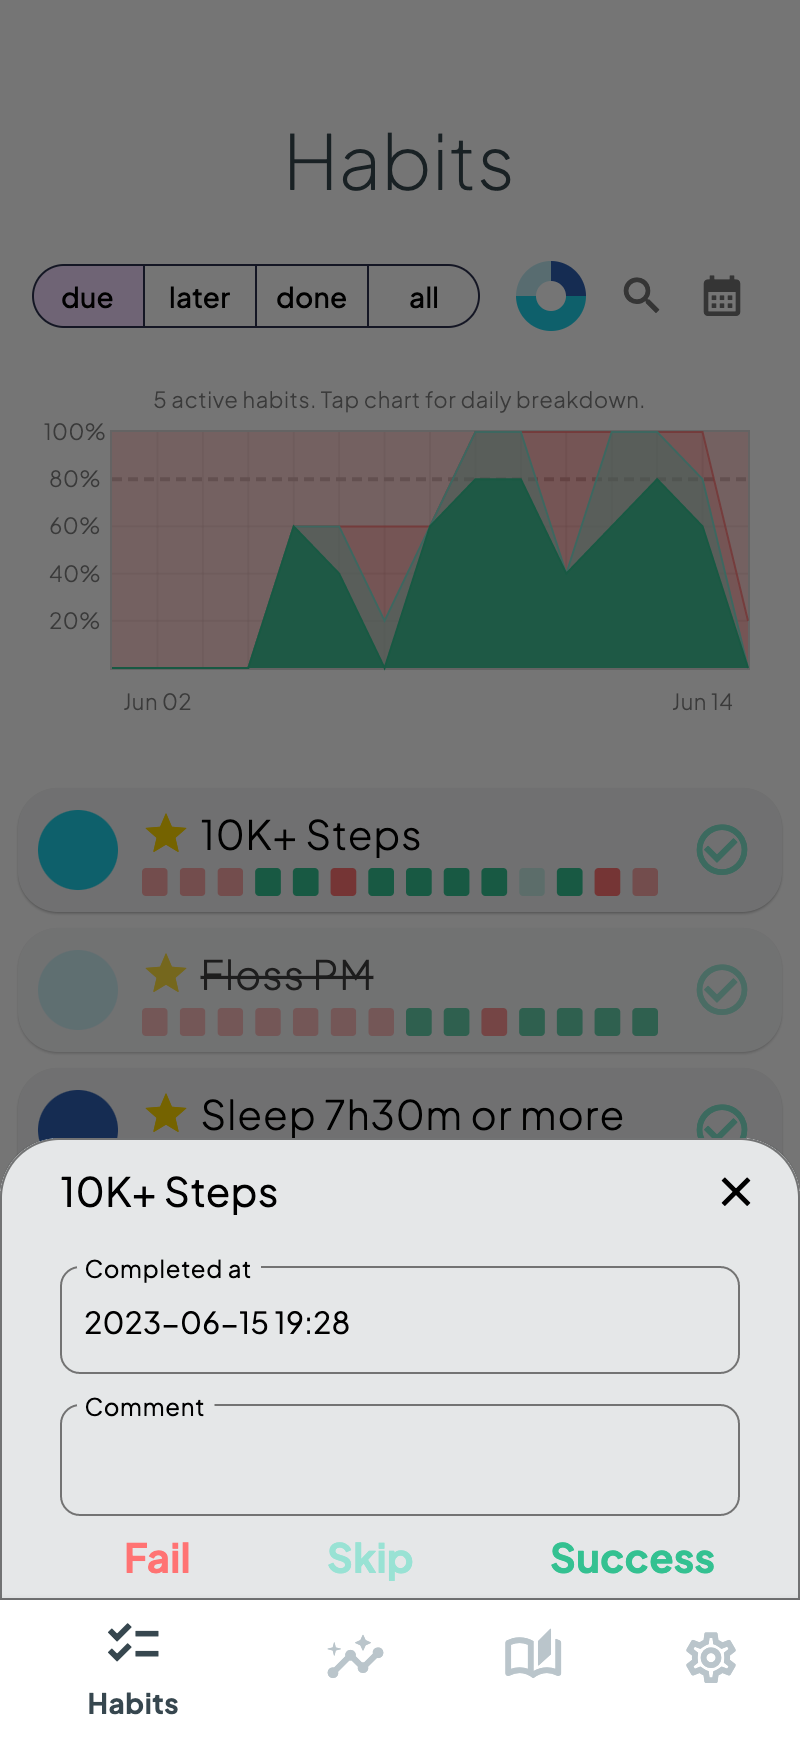 Habits
due later done all
5 active habits. Tap chart for daily breakdown.
100%
80%
60%
40%
20%
Jun 02 Jun 14
10K+ Steps
Floss PM
Sleep 7h30m or more
10K+ Steps
Completed at
2023-06-15 19:28
Comment
Fail Skip Success
Habits